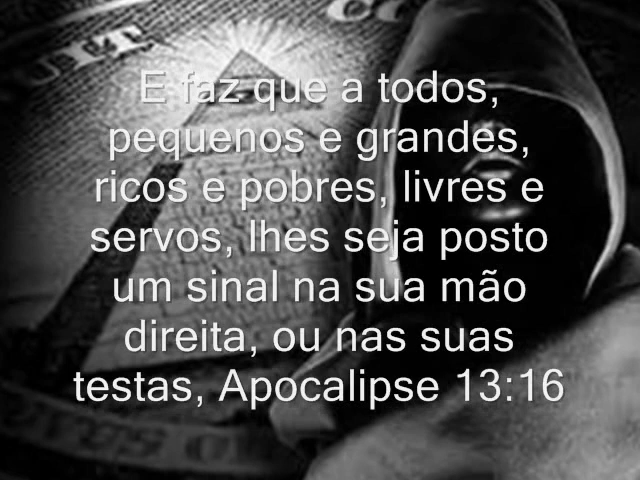 E faz que a todos,
pequenos e grandes,
ricos e pobres, livres e
servos, lhes seja posto
um sinal na sua mão
direita, ou nas suas
testas, Apocalipse 13:16